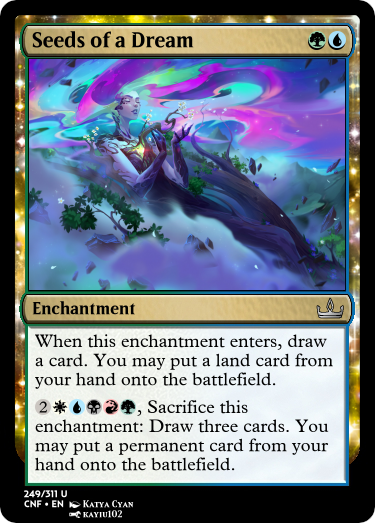 Seeds of a Dream
Enchantment
When this enchantment enters, draw
a card. You may put a land card from
your hand onto the battlefield.
2, Sacrifice this
enchantment: Draw three cards. You
may put a permanent card from your
hand onto the battlefield.
249/311 U
CNF • EN Katya Cyan
kayiu102